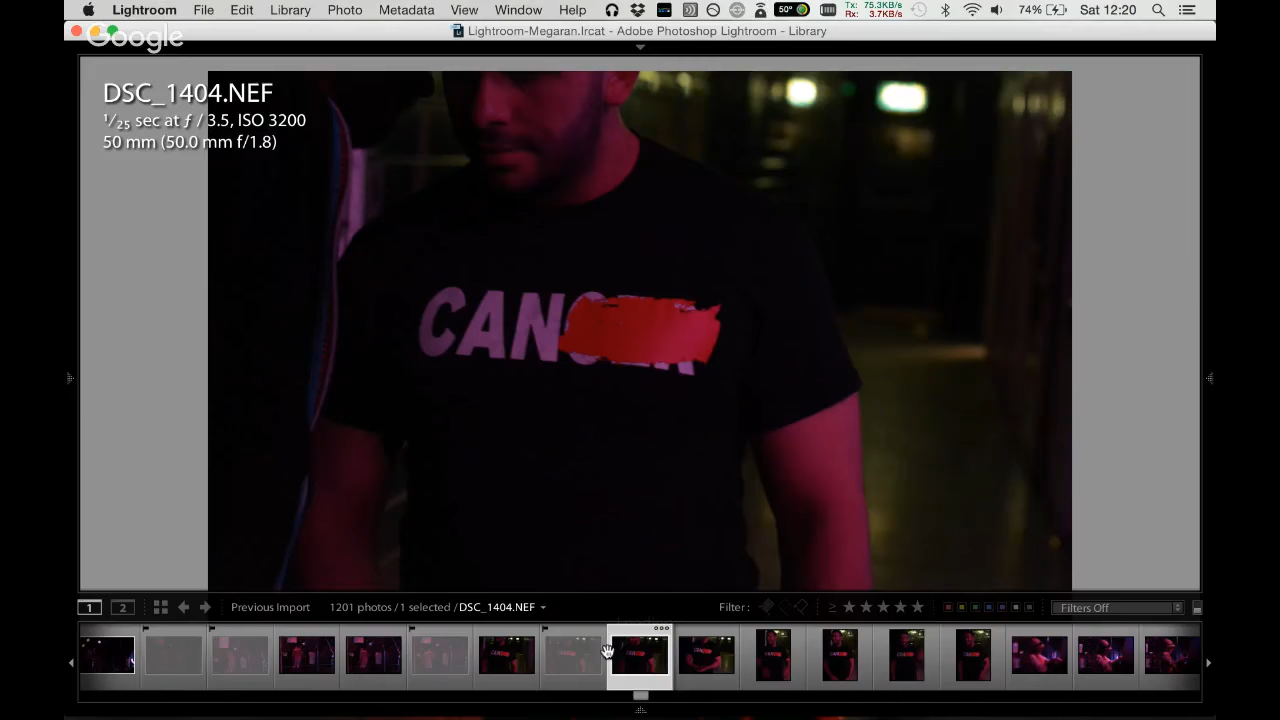 Lightroom File Edit Library Photo Metadata View Window Help 50° Tx: 75.3KB/s Rx: 3.7KB/s 74% Sat 12:20
Google
Lightroom-Megaran.lrcat - Adobe Photoshop Lightroom - Library
DSC_1404.NEF
1/25 sec at ƒ / 3.5, ISO 3200
50 mm (50.0 mm f/1.8)
CAN
1 2 Previous Import 1201 photos / 1 selected / DSC_1404.NEF Filter : ≥ ★★★★★ Filters Off